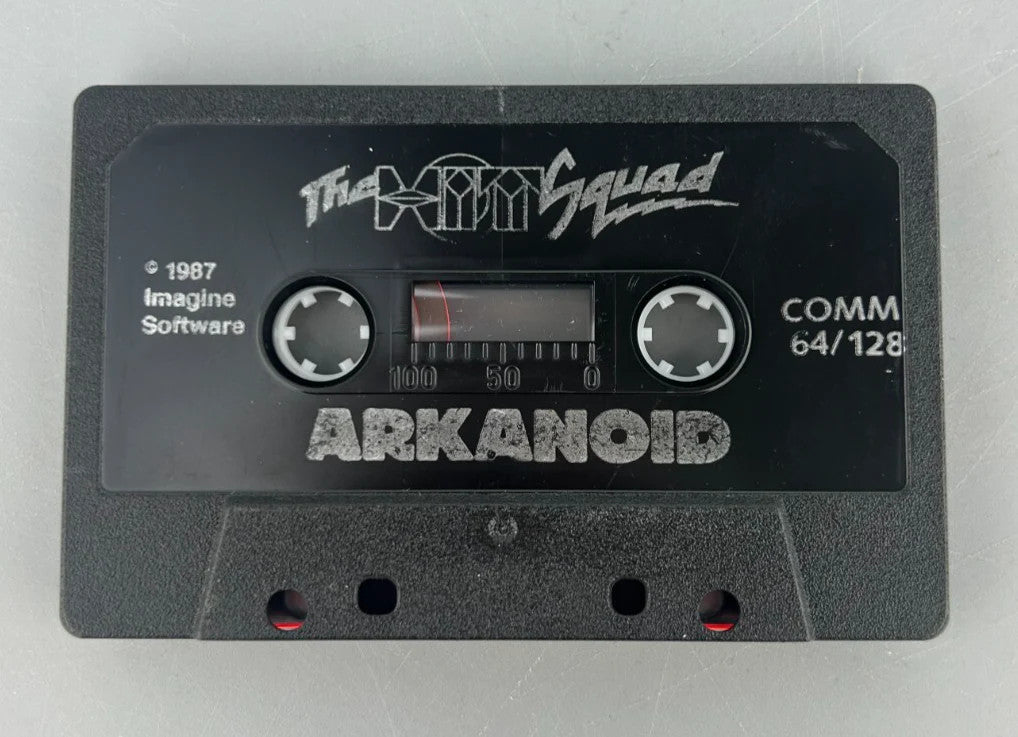 The Hit Squad
© 1987
Imagine
Software
COMM
64/128
100 50 0
ARKANOID